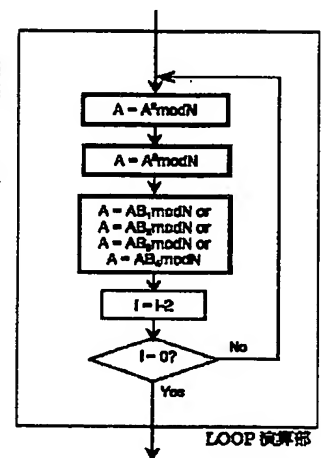 A = A²modN
A = A²modN
A = AB₁modN or
A = AB₂modN or
A = AB₃modN or
A = AB₄modN
I = I-2
I = 0?
No
Yes
LOOP 演算部